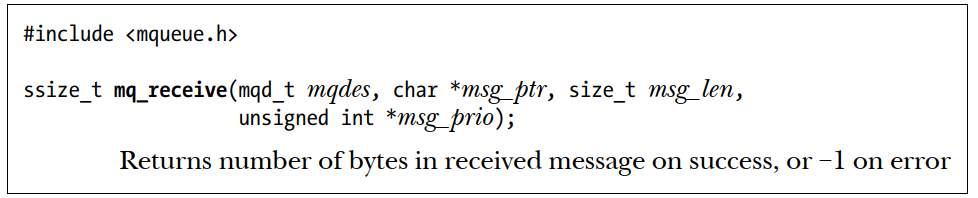 #include <mqueue.h>
ssize_t mq_receive(mqd_t mqdes, char *msg_ptr, size_t msg_len,
unsigned int *msg_prio);
Returns number of bytes in received message on success, or –1 on error